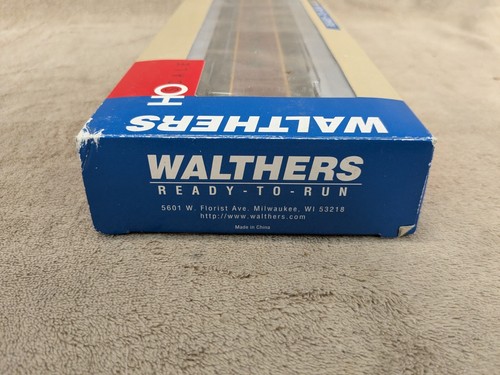 HO
WALTHERS
WALTHERS
READY-TO-RUN
5601 W. Florist Ave. Milwaukee, WI 53218
http://www.walthers.com
Made in China